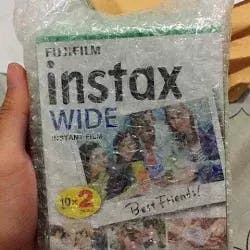 FUJIFILM
instax
WIDE
INSTANT FILM
10×2
Best Friends!